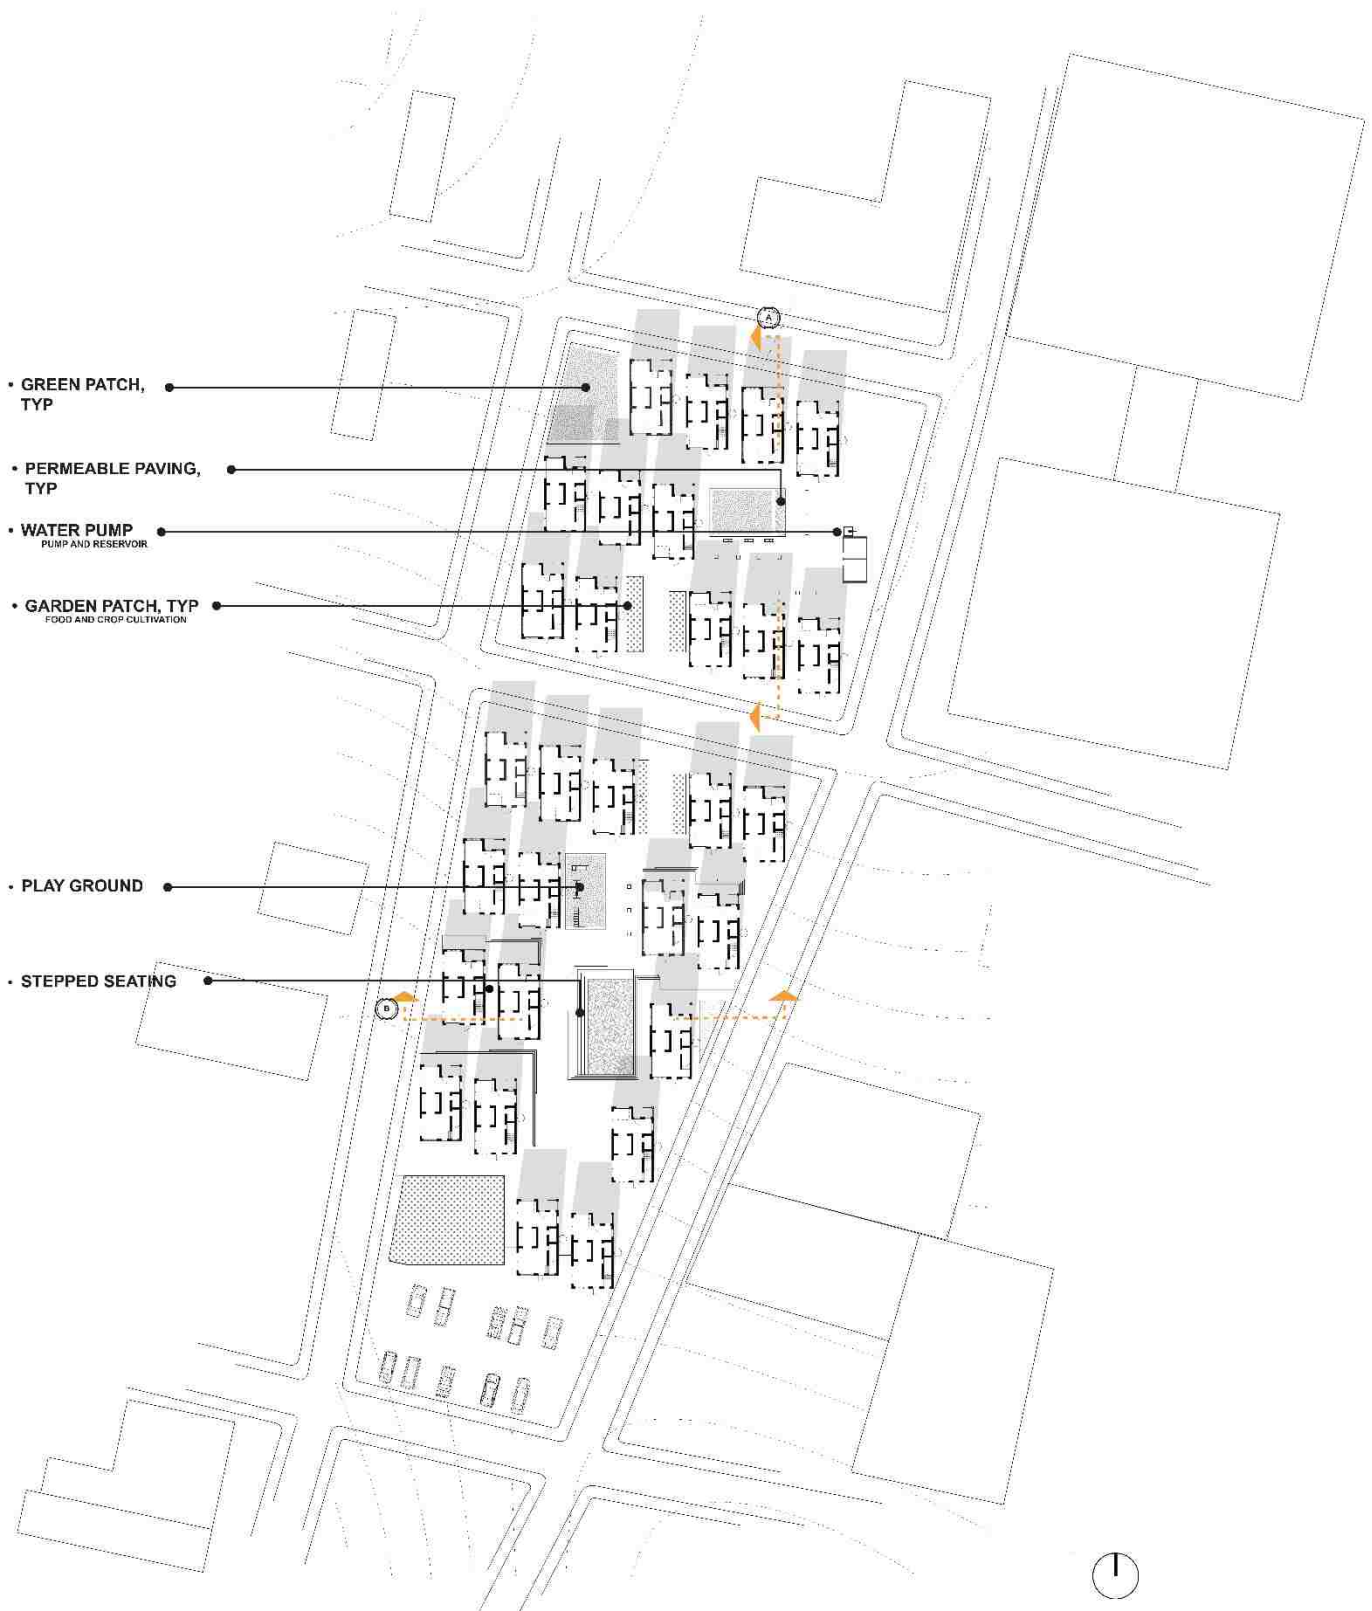 A
• GREEN PATCH,
TYP
• PERMEABLE PAVING,
TYP
• WATER PUMP
PUMP AND RESERVOIR
• GARDEN PATCH, TYP
FOOD AND CROP CULTIVATION
• PLAY GROUND
• STEPPED SEATING
B